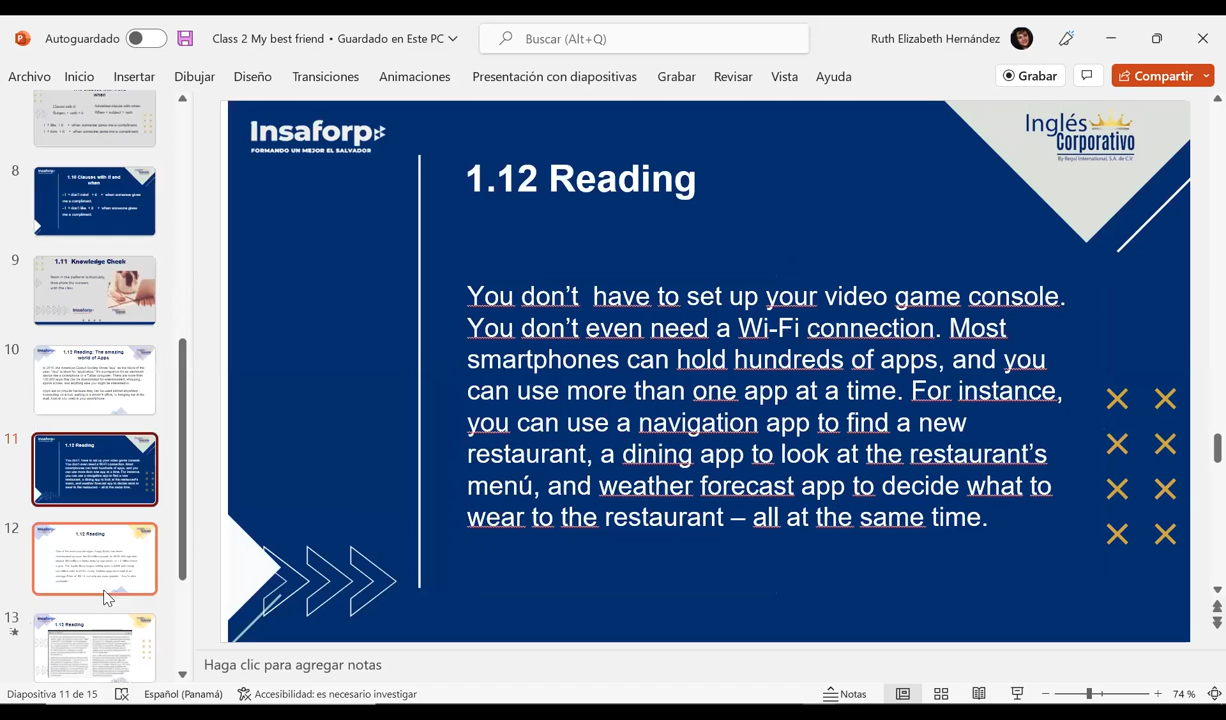 Autoguardado
Class 2 My best friend • Guardado en Este PC
Buscar (Alt+Q)
Ruth Elizabeth Hernández
Archivo Inicio Insertar Dibujar Diseño Transiciones Animaciones Presentación con diapositivas Grabar Revisar Vista Ayuda
Grabar
Compartir
when
8
1.10 Clauses with it and
when
9
1.11 Knowledge Check
10
1.12 Reading: The amazing
world of Apps
11
1.12 Reading
12
1.12 Reading
13
1.12 Reading
Insaforp
FORMANDO UN MEJOR EL SALVADOR
Inglés
Corporativo
By Regal International, S.A. de C.V.
1.12 Reading
You don’t have to set up your video game console.
You don’t even need a Wi-Fi connection. Most
smartphones can hold hundreds of apps, and you
can use more than one app at a time. For instance,
you can use a navigation app to find a new
restaurant, a dining app to look at the restaurant’s
menú, and weather forecast app to decide what to
wear to the restaurant – all at the same time.
Haga clic para agregar notas
Diapositiva 11 de 15
Español (Panamá)
Accesibilidad: es necesario investigar
Notas
74 %